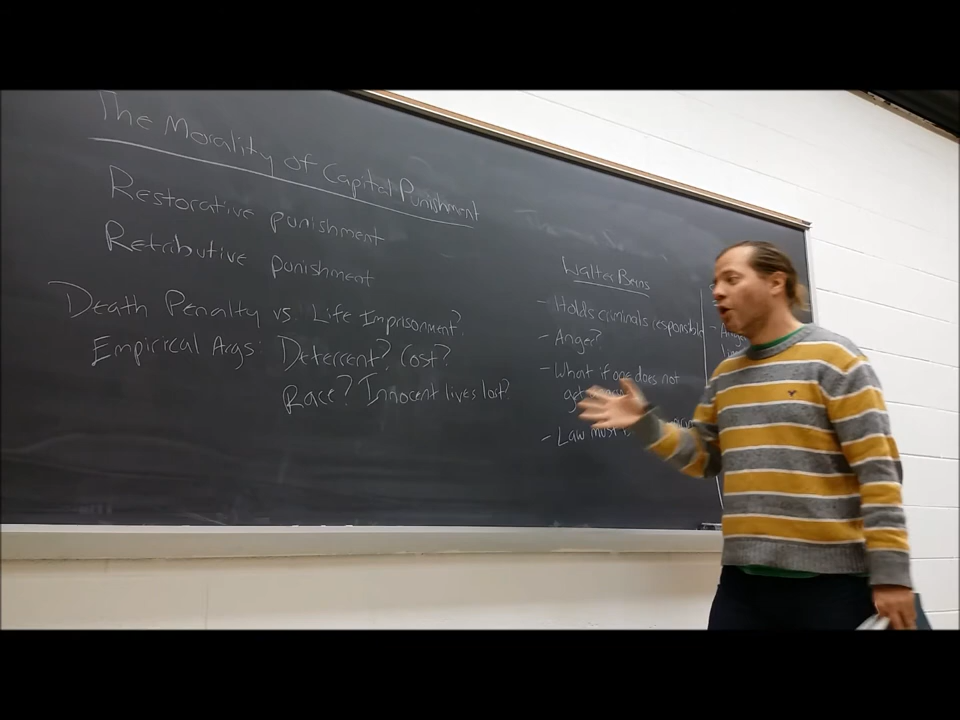 The Morality of Capital Punishment
Restorative punishment
Retributive punishment
Death Penalty vs. Life Imprisonment?
Empirical Args: Deterrent? Cost?
Race? Innocent lives lost?
Walter Berns
- Holds criminals responsible
- Anger?
- What if one does not
get
- Law must